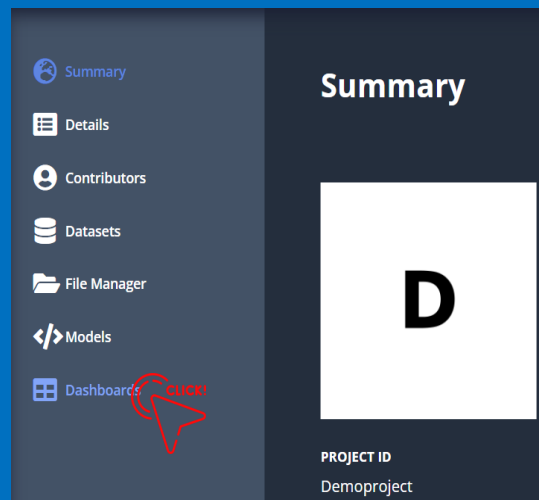 Summary
Details
Contributors
Datasets
File Manager
Models
Dashboards
CLICK!
Summary
D
PROJECT ID
Demoproject